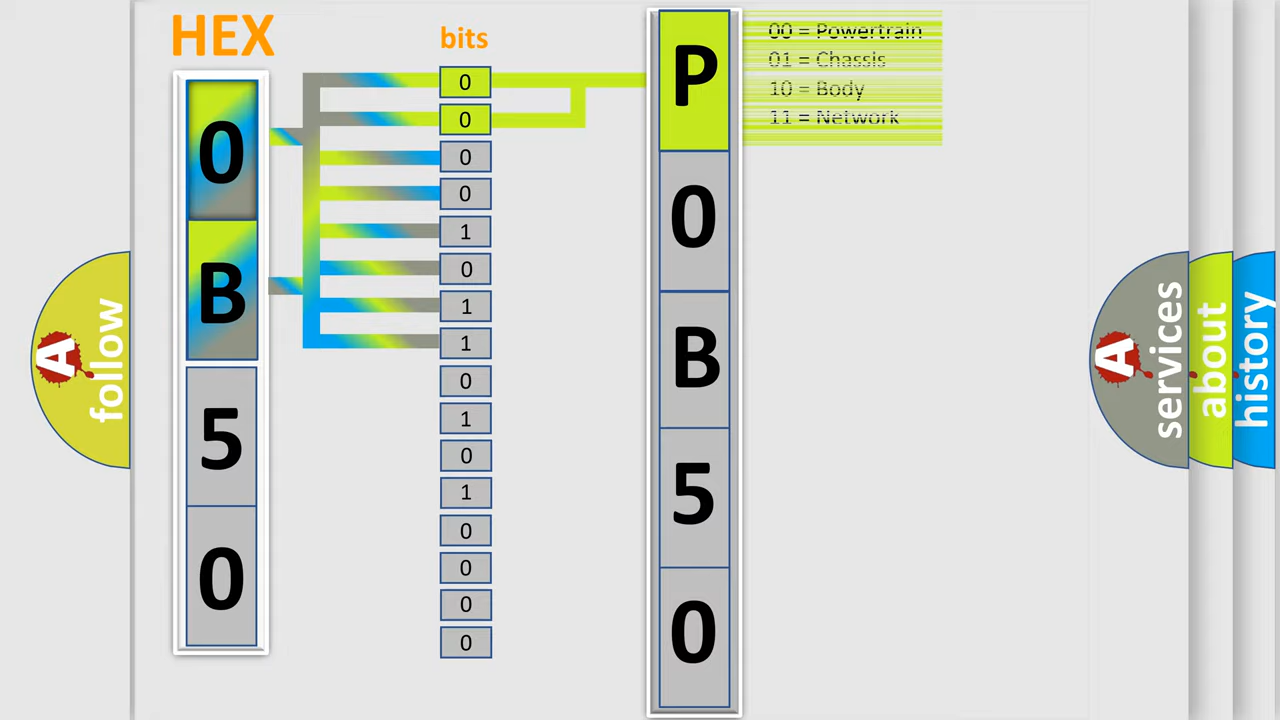 HEX
bits
0
B
5
0
0
0
0
0
1
0
1
1
0
1
0
1
0
0
0
0
P
0
B
5
0
00 = Powertrain
01 = Chassis
10 = Body
11 = Network
A
follow
A
services
about
history